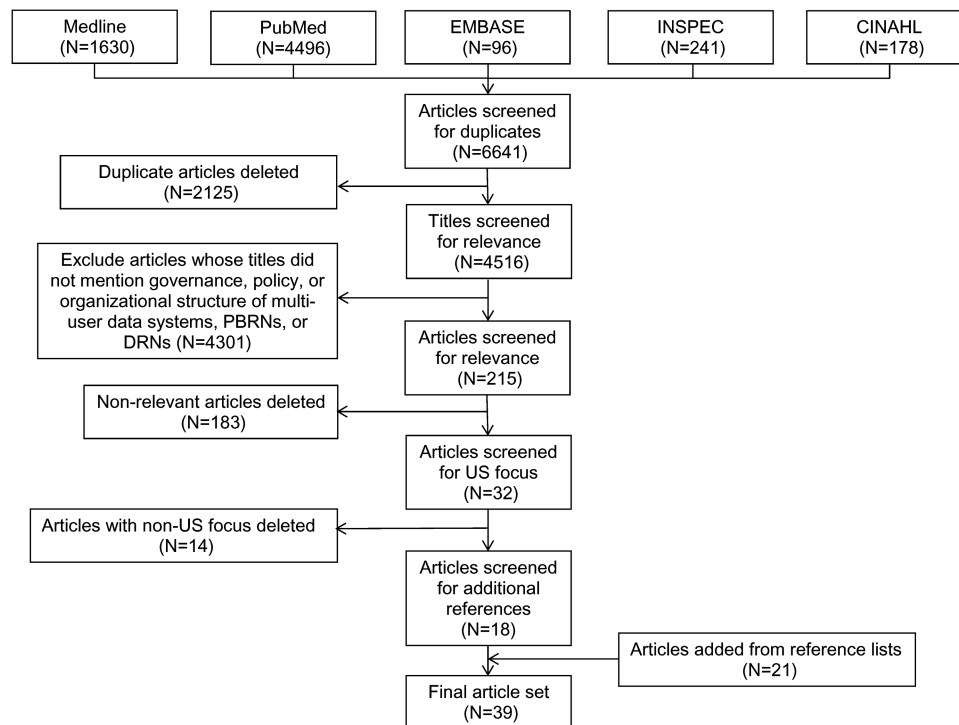 Medline
(N=1630)
PubMed
(N=4496)
EMBASE
(N=96)
INSPEC
(N=241)
CINAHL
(N=178)
Articles screened
for duplicates
(N=6641)
Duplicate articles deleted
(N=2125)
Titles screened
for relevance
(N=4516)
Exclude articles whose titles did
not mention governance, policy, or
organizational structure of multi-
user data systems, PBRNs, or
DRNs (N=4301)
Articles screened
for relevance
(N=215)
Non-relevant articles deleted
(N=183)
Articles screened
for US focus
(N=32)
Articles with non-US focus deleted
(N=14)
Articles screened
for additional
references
(N=18)
Articles added from reference lists
(N=21)
Final article set
(N=39)